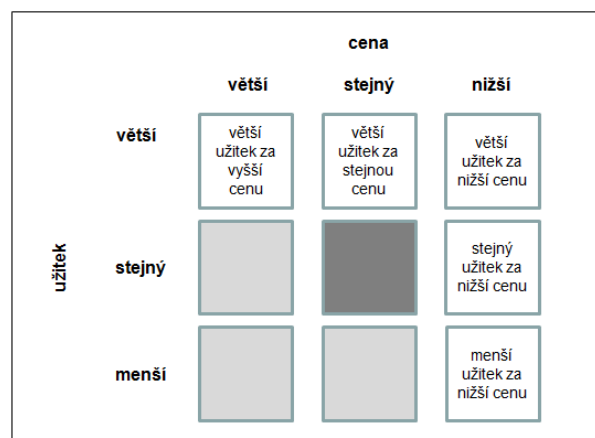 cena
větší
stejný
nižší
větší
větší
užitek za
vyšší
cenu
větší
užitek za
stejnou
cenu
větší
užitek za
nižší cenu
užitek
stejný
stejný
užitek za
nižší cenu
menší
menší
užitek za
nižší cenu